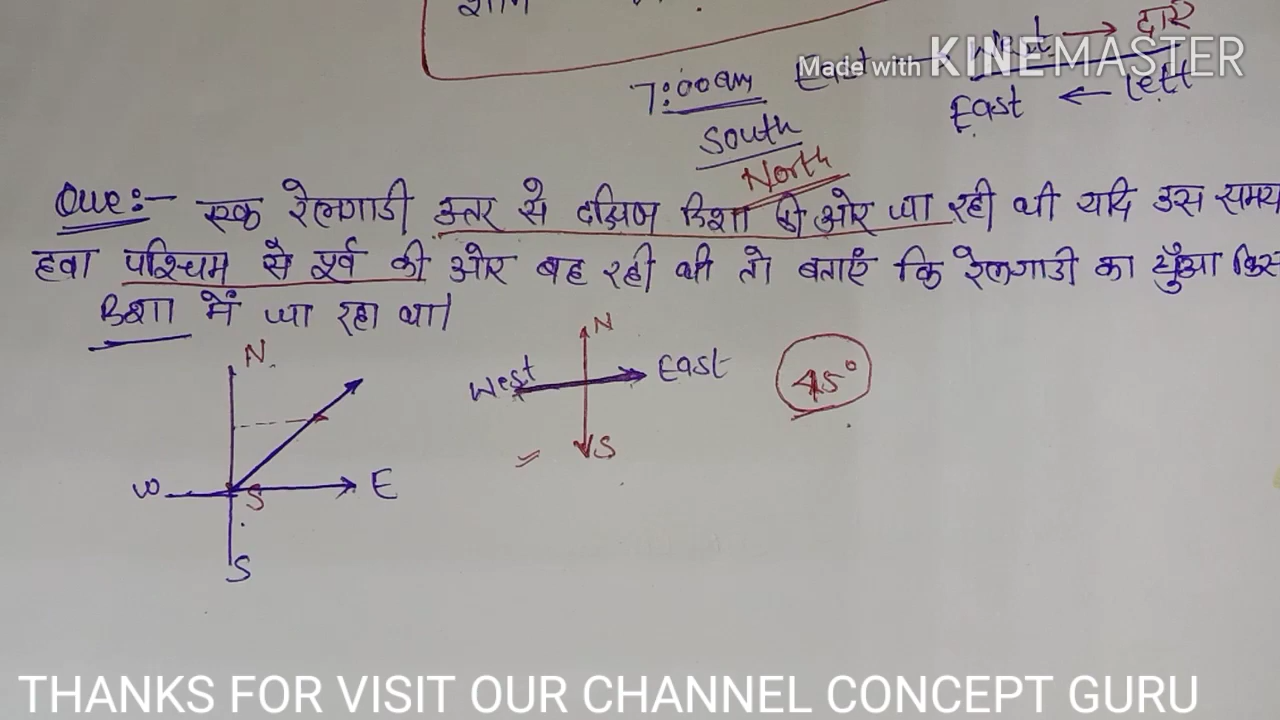 शाम
7:00am East → West → दायें
East ← left
South
North
Que:- एक रेलगाडी उत्तर से दक्षिण दिशा की ओर जा रही थी यदि उस समय
हवा पश्चिम से पूर्व की ओर बह रही थी तो बताएं कि रेलगाडी का धुँआ किस
दिशा में जा रहा था।
N
W E
S
S
N
West East
S
45°
Made with KINEMASTER
THANKS FOR VISIT OUR CHANNEL CONCEPT GURU